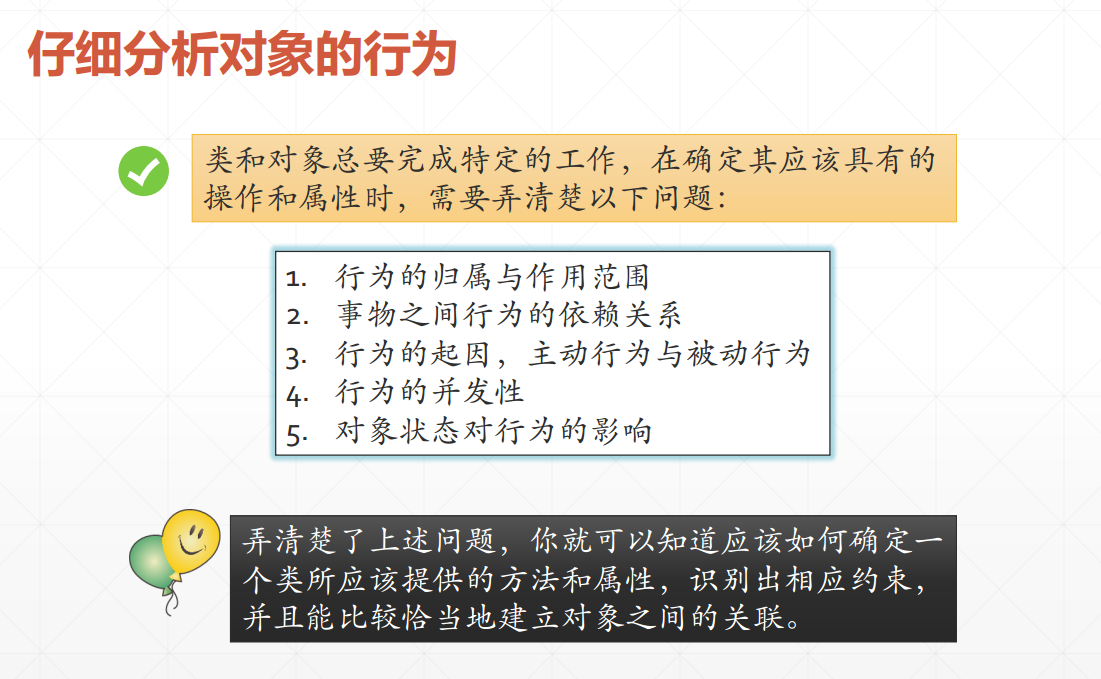 仔细分析对象的行为
类和对象总要完成特定的工作，在确定其应该具有的
操作和属性时，需要弄清楚以下问题：
1. 行为的归属与作用范围
2. 事物之间行为的依赖关系
3. 行为的起因，主动行为与被动行为
4. 行为的并发性
5. 对象状态对行为的影响
弄清楚了上述问题，你就可以知道应该如何确定一
个类所应该提供的方法和属性，识别出相应约束，
并且能比较恰当地建立对象之间的关联。